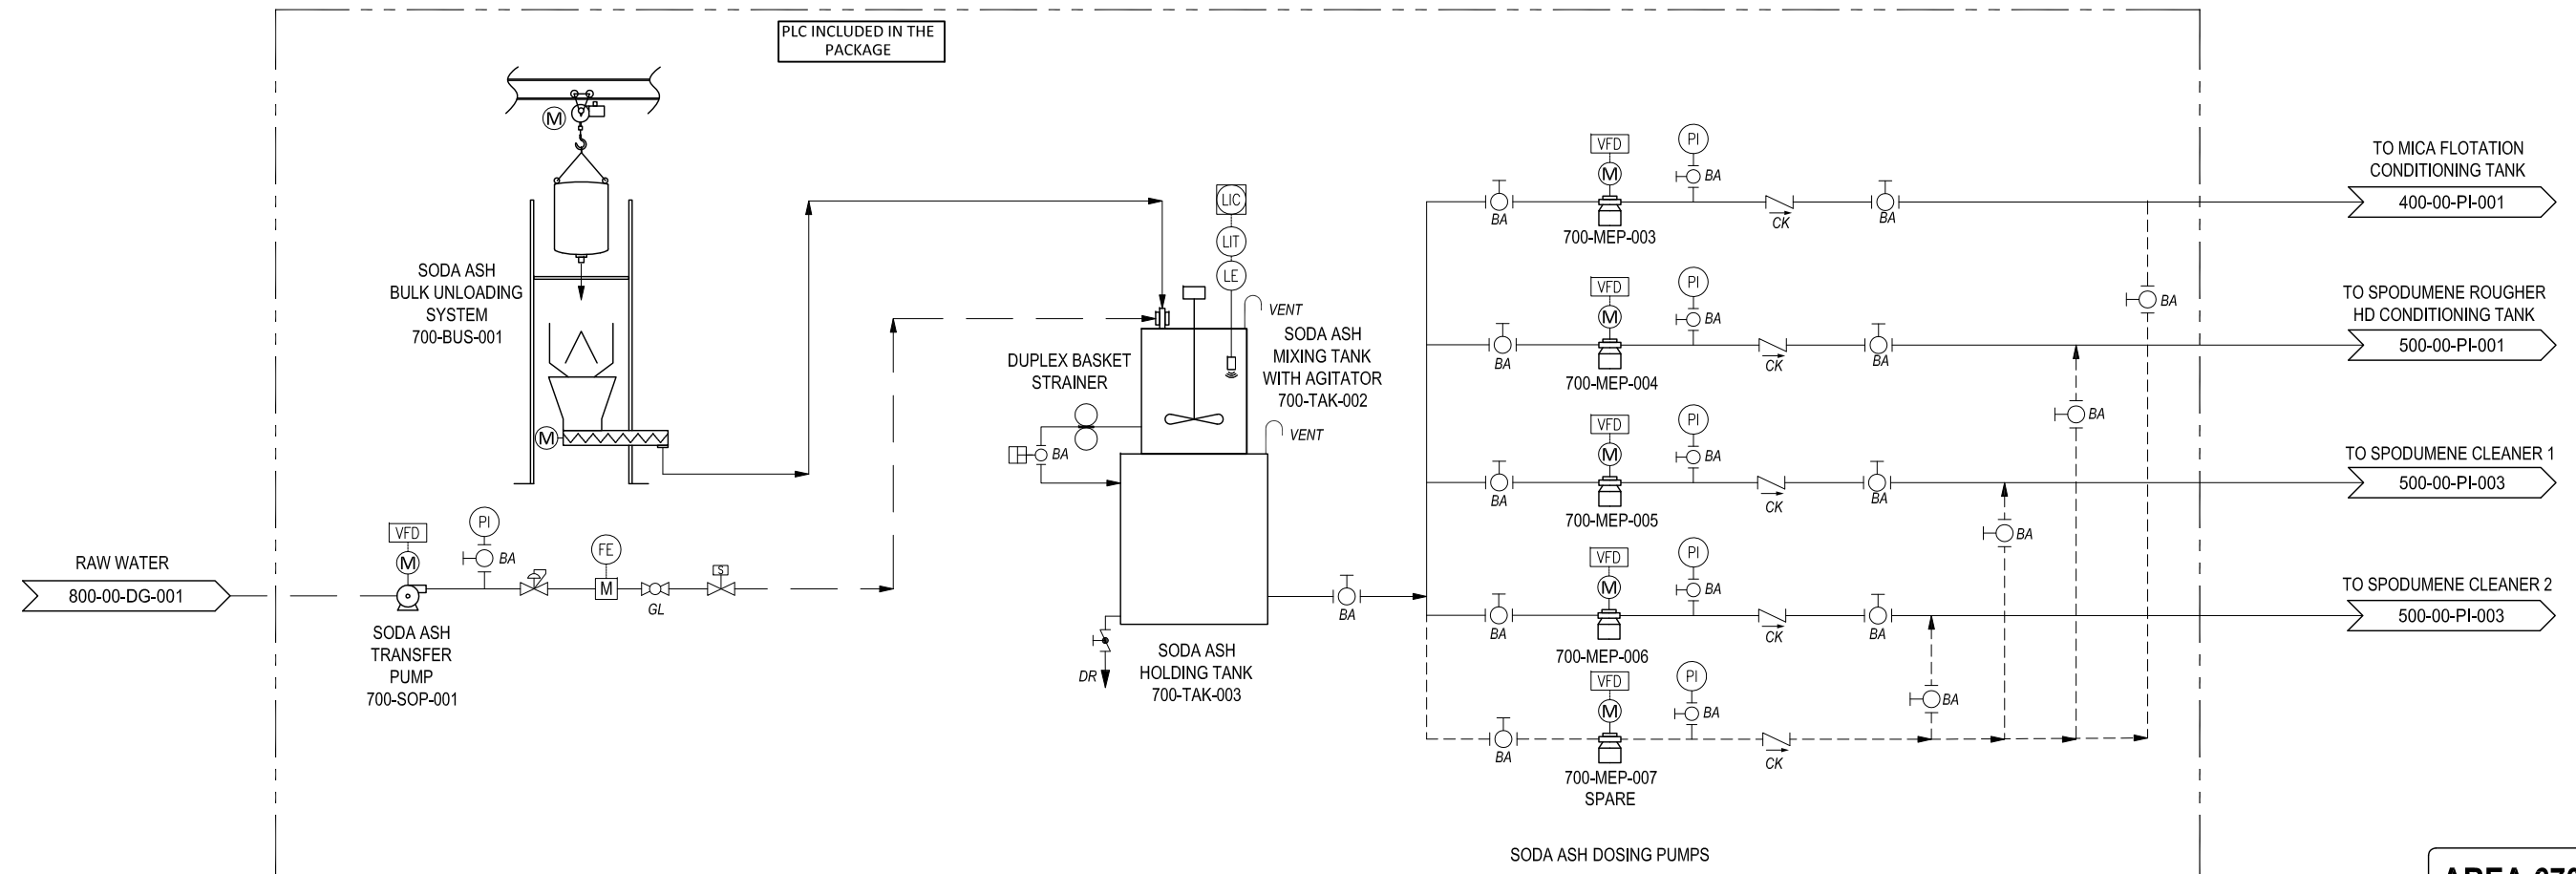 PLC INCLUDED IN THE
PACKAGE
M
SODA ASH
BULK UNLOADING
SYSTEM
700-BUS-001
M
RAW WATER
800-00-DG-001
VFD
M
PI
BA
FE
M
GL
S
SODA ASH
TRANSFER
PUMP
700-SOP-001
LIC
LIT
LE
VENT
SODA ASH
MIXING TANK
WITH AGITATOR
700-TAK-002
VENT
DUPLEX BASKET
STRAINER
BA
DR
SODA ASH
HOLDING TANK
700-TAK-003
BA
BA
VFD
M
700-MEP-003
PI
BA
CK
BA
TO MICA FLOTATION
CONDITIONING TANK
400-00-PI-001
BA
BA
VFD
M
700-MEP-004
PI
BA
CK
BA
TO SPODUMENE ROUGHER
HD CONDITIONING TANK
500-00-PI-001
BA
BA
VFD
M
700-MEP-005
PI
BA
CK
BA
TO SPODUMENE CLEANER 1
500-00-PI-003
BA
BA
VFD
M
700-MEP-006
PI
BA
CK
BA
TO SPODUMENE CLEANER 2
500-00-PI-003
BA
BA
VFD
M
700-MEP-007
SPARE
PI
BA
CK
SODA ASH DOSING PUMPS